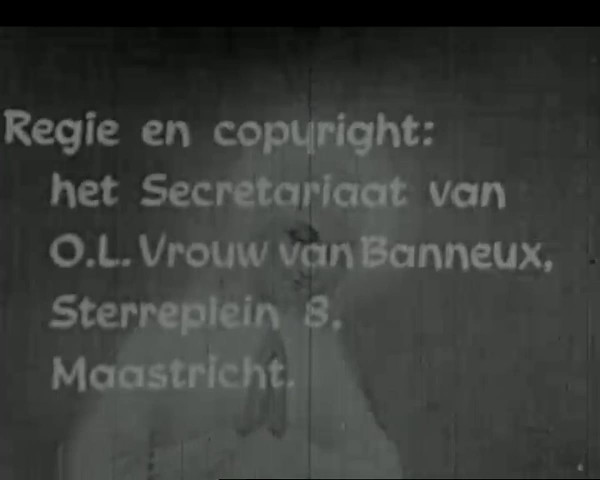 Regie en copyright:
het Secretariaat van
O.L. Vrouw van Banneux,
Sterreplein 8.
Maastricht.